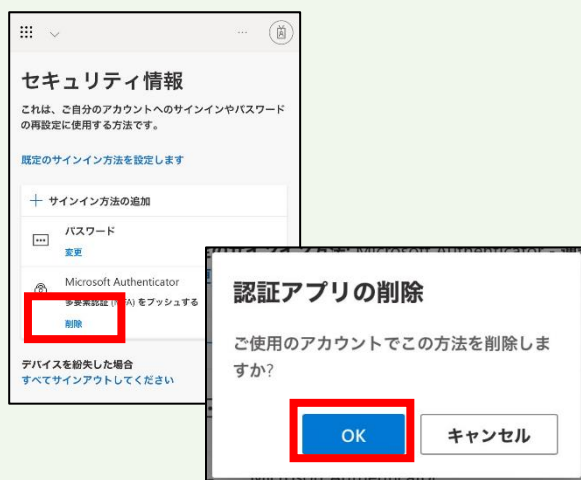 セキュリティ情報
これは、ご自分のアカウントへのサインインやパスワード
の再設定に使用する方法です。
既定のサインイン方法を設定します
サインイン方法の追加
パスワード
変更
Microsoft Authenticator
多要素認証 (MFA) をプッシュする
削除
デバイスを紛失した場合
すべてサインアウトしてください
認証アプリの削除
ご使用のアカウントでこの方法を削除しま
すか?
OK
キャンセル